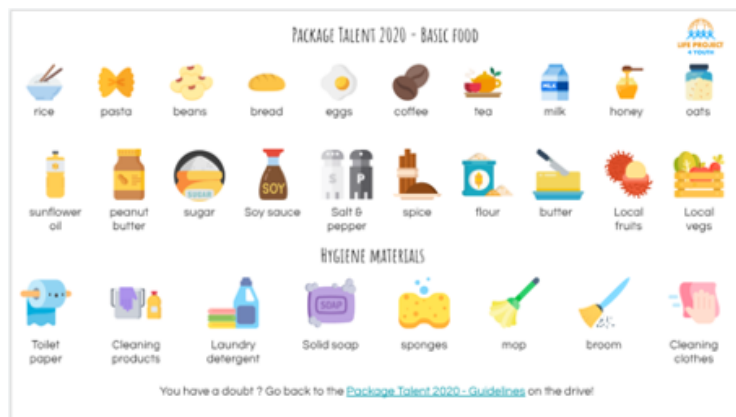 Package Talent 2020 - Basic food
LIFE PROJECT
4 YOUTH
rice pasta beans bread eggs coffee tea milk honey oats
MILK
sunflower oil
peanut butter
sugar
SUGAR
Soy sauce
SOY
Salt & pepper
S P
spice
flour
butter
Local fruits
Local vegs
Hygiene materials
SOAP
Toilet paper
Cleaning products
Laundry detergent
Solid soap
sponges
mop
broom
Cleaning clothes
You have a doubt ? Go back to the Package Talent 2020 - Guidelines on the drive!